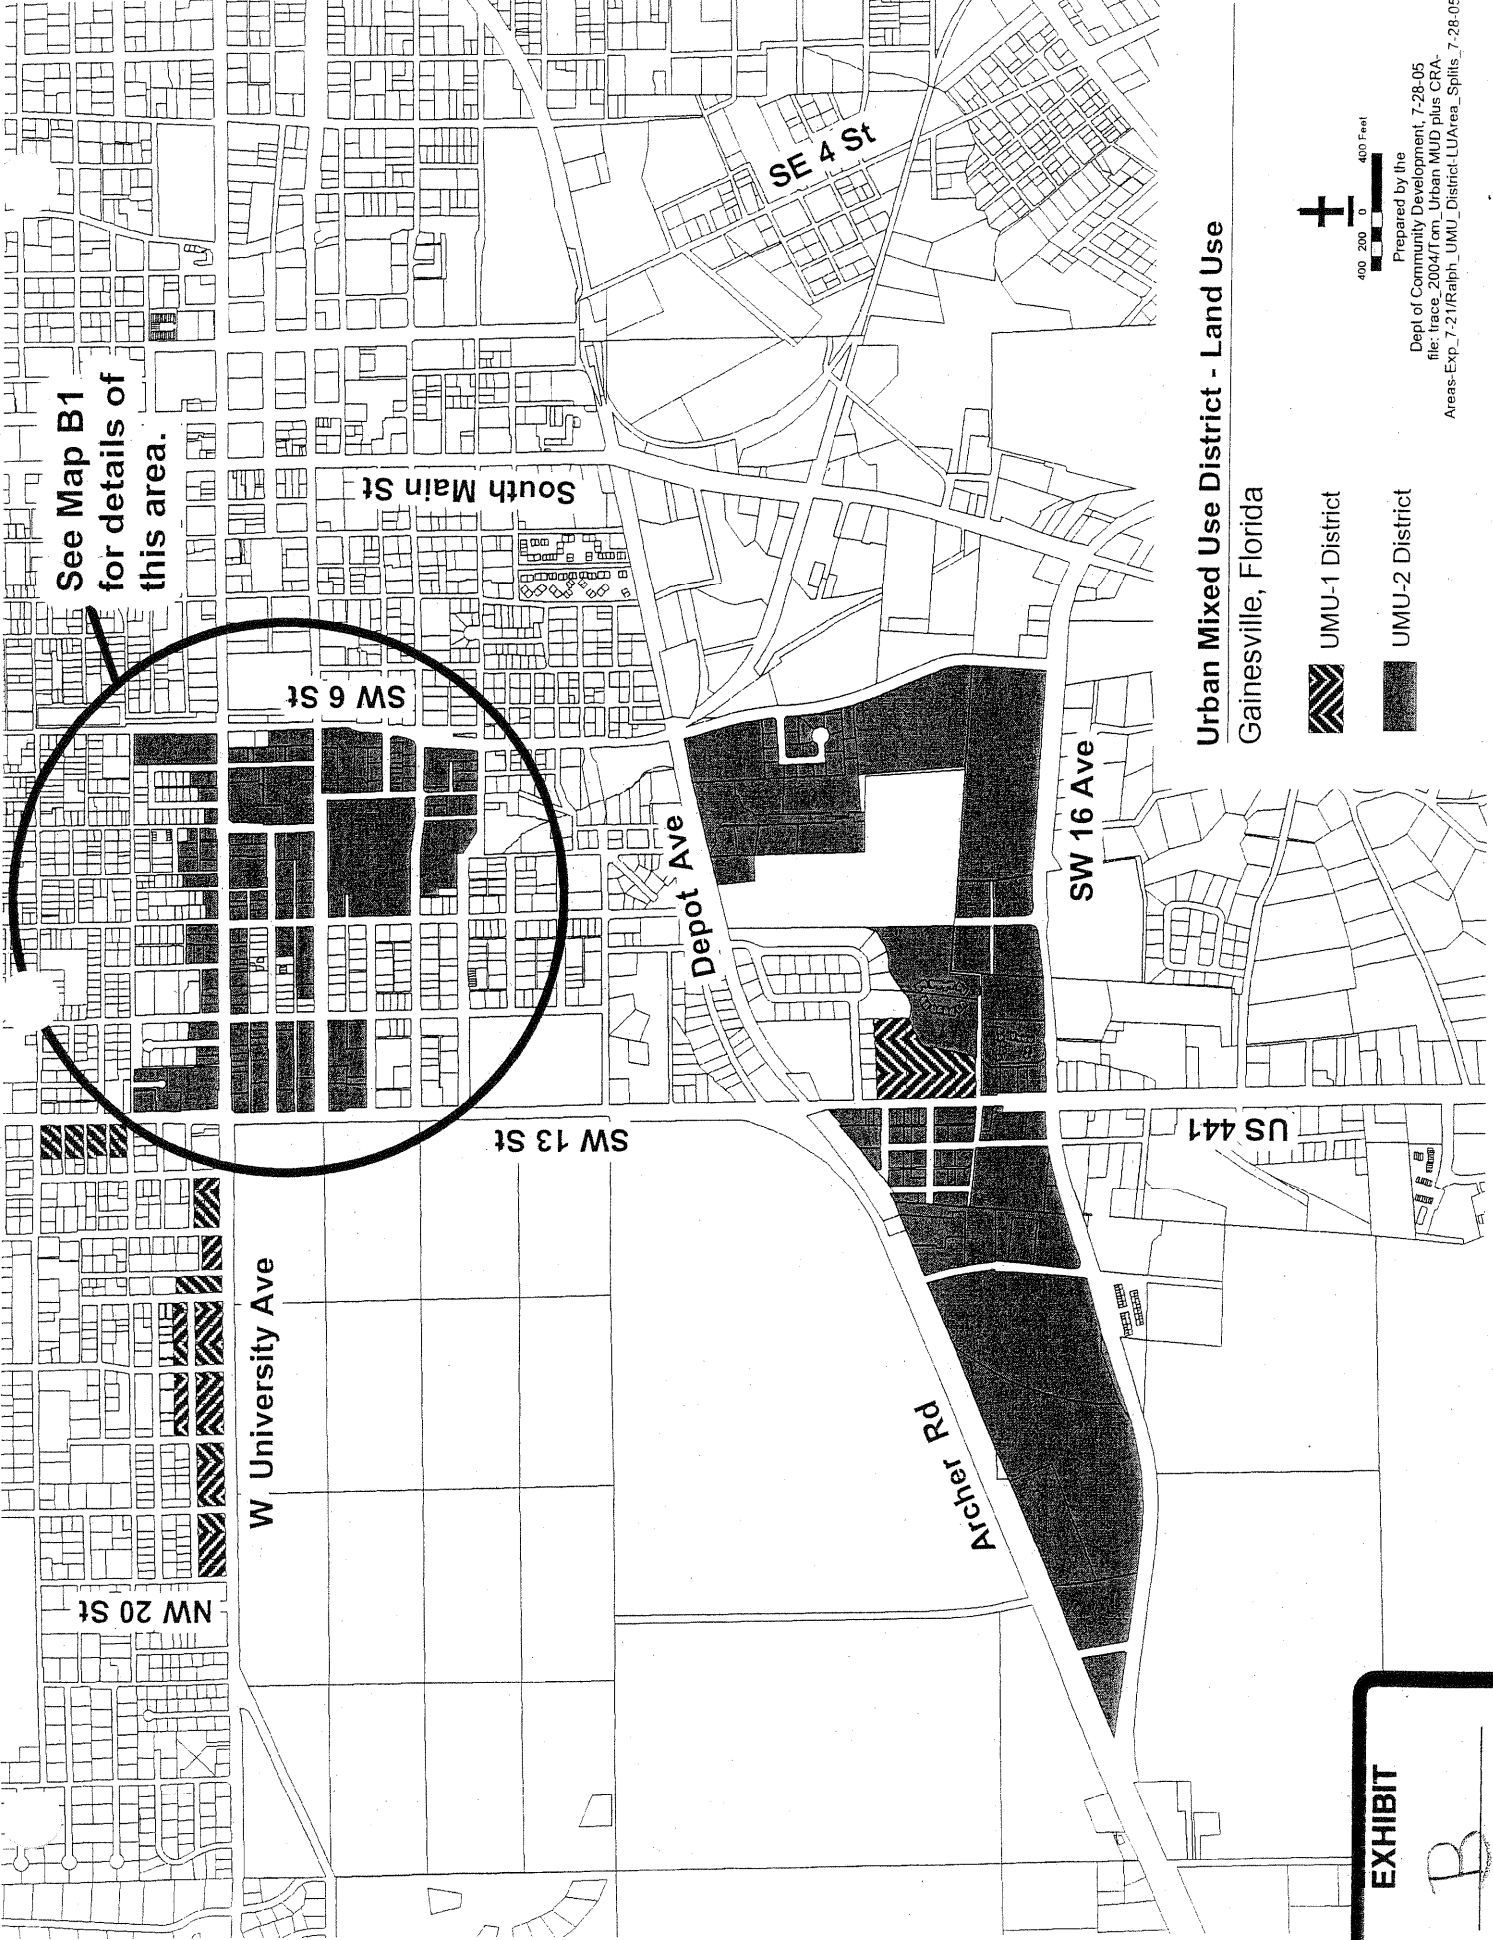 See Map B1
for details of
this area.
NW 20 St
W University Ave
SW 13 St
SW 6 St
South Main St
SE 4 St
Depot Ave
Archer Rd
SW 16 Ave
US 441
Urban Mixed Use District - Land Use
Gainesville, Florida
UMU-1 District
UMU-2 District
400 200 0 400 Feet
Prepared by the
Dept of Community Development, 7-28-05
file: trace_2004/Tom_Urban MUD plus CRA-
Areas-Exp_7-21/Ralph_UMU_District-LUArea_Splits_7-28-05
EXHIBIT
B